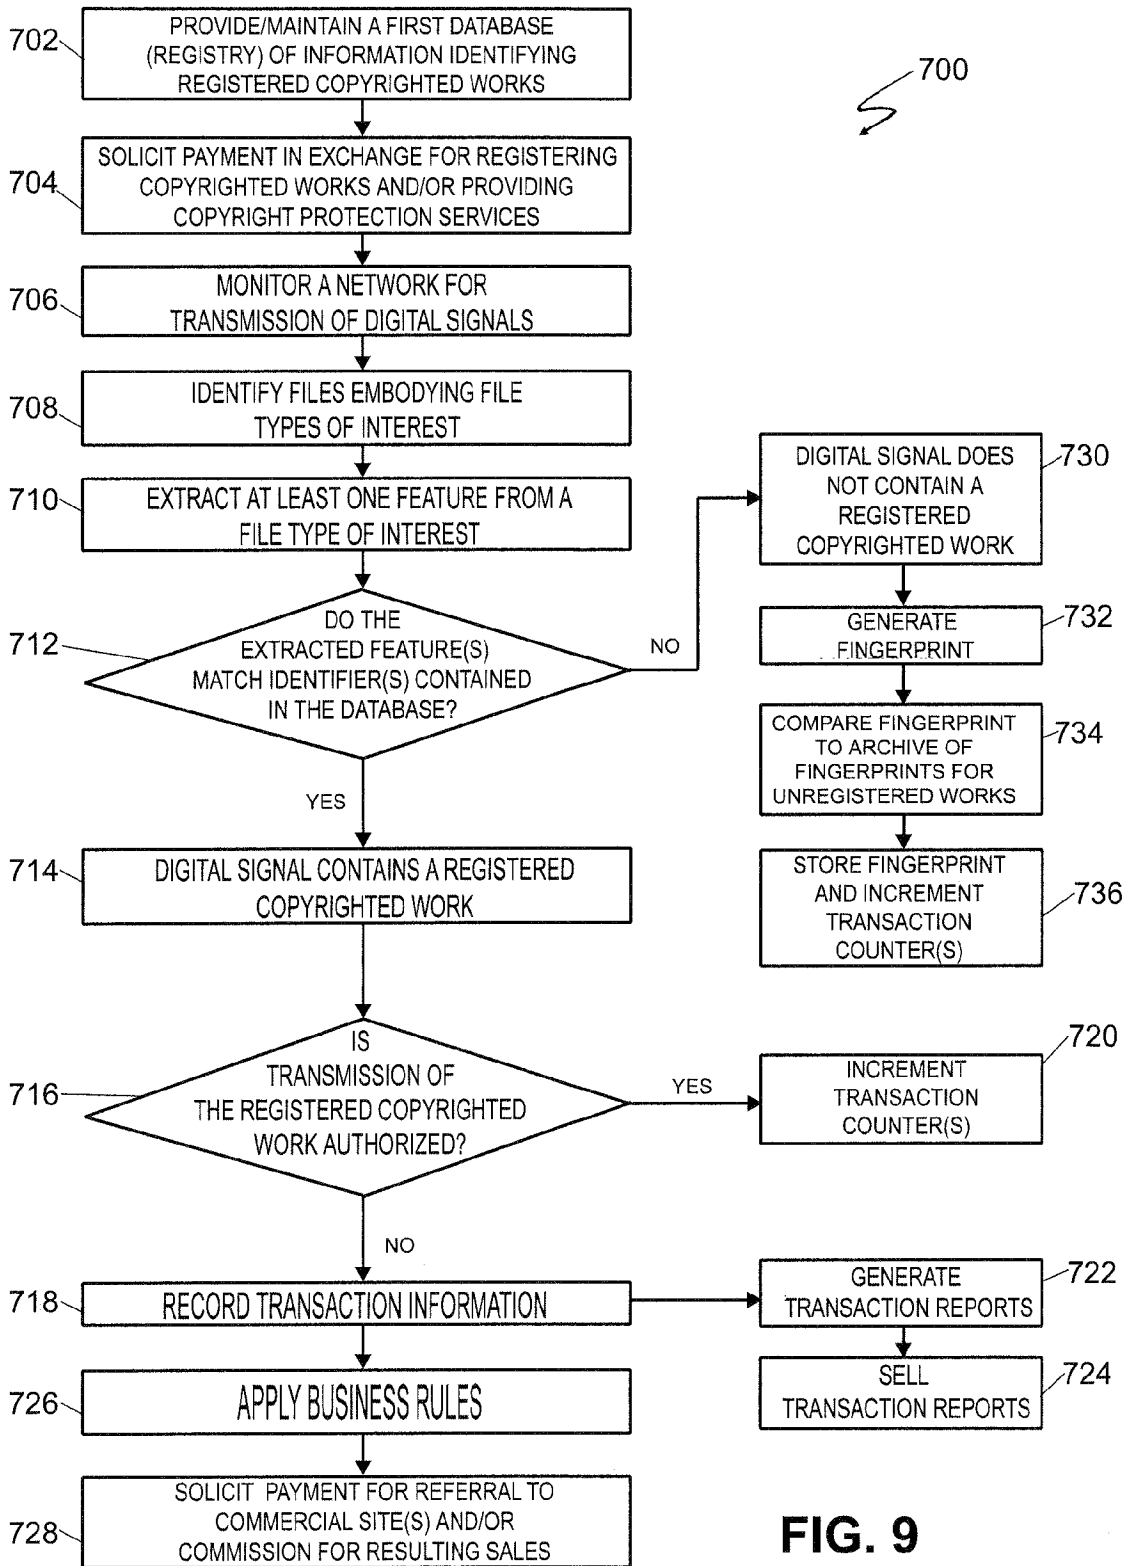 702
PROVIDE/MAINTAIN A FIRST DATABASE
(REGISTRY) OF INFORMATION IDENTIFYING
REGISTERED COPYRIGHTED WORKS
700
704
SOLICIT PAYMENT IN EXCHANGE FOR REGISTERING
COPYRIGHTED WORKS AND/OR PROVIDING
COPYRIGHT PROTECTION SERVICES
706
MONITOR A NETWORK FOR
TRANSMISSION OF DIGITAL SIGNALS
708
IDENTIFY FILES EMBODYING FILE
TYPES OF INTEREST
710
EXTRACT AT LEAST ONE FEATURE FROM A
FILE TYPE OF INTEREST
712
DO THE
EXTRACTED FEATURE(S)
MATCH IDENTIFIER(S) CONTAINED
IN THE DATABASE?
NO
730
DIGITAL SIGNAL DOES
NOT CONTAIN A
REGISTERED
COPYRIGHTED WORK
732
GENERATE
FINGERPRINT
734
COMPARE FINGERPRINT
TO ARCHIVE OF
FINGERPRINTS FOR
UNREGISTERED WORKS
736
STORE FINGERPRINT
AND INCREMENT
TRANSACTION
COUNTER(S)
YES
714
DIGITAL SIGNAL CONTAINS A REGISTERED
COPYRIGHTED WORK
716
IS
TRANSMISSION OF
THE REGISTERED COPYRIGHTED
WORK AUTHORIZED?
YES
720
INCREMENT
TRANSACTION
COUNTER(S)
NO
718
RECORD TRANSACTION INFORMATION
722
GENERATE
TRANSACTION REPORTS
724
SELL
TRANSACTION REPORTS
726
APPLY BUSINESS RULES
728
SOLICIT PAYMENT FOR REFERRAL TO
COMMERCIAL SITE(S) AND/OR
COMMISSION FOR RESULTING SALES
FIG. 9